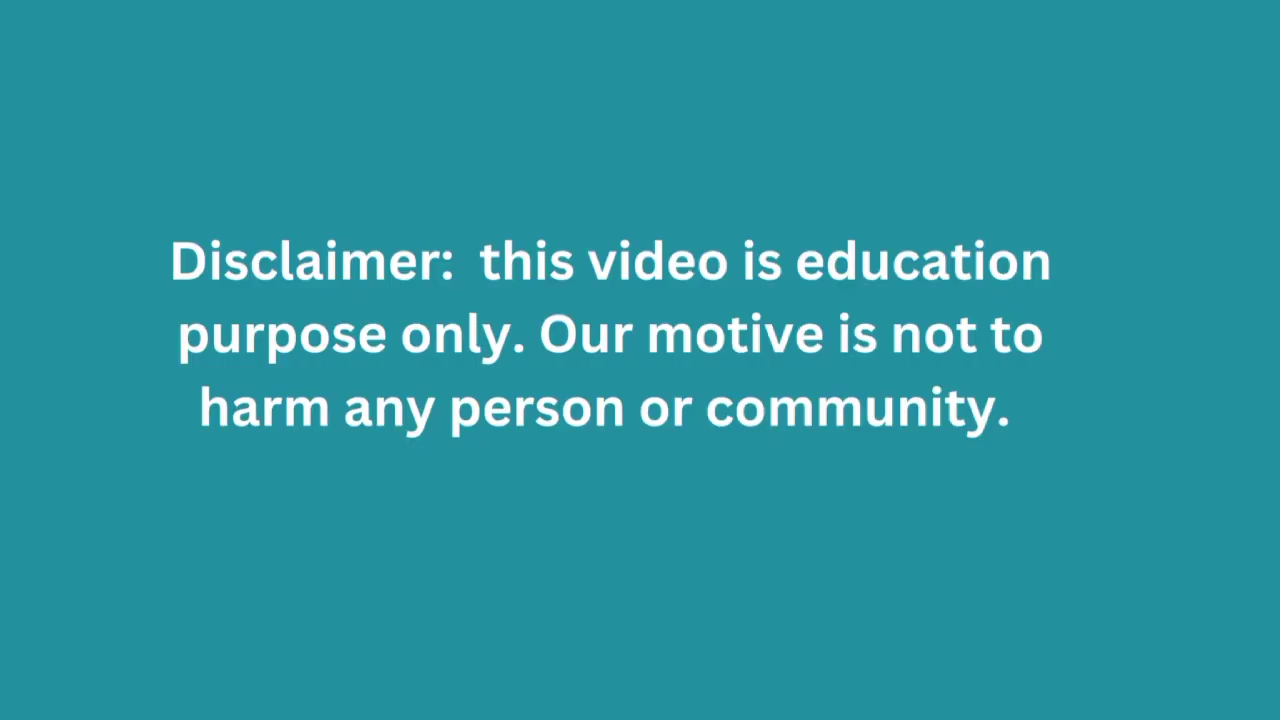 Disclaimer:  this video is education
purpose only. Our motive is not to
harm any person or community.